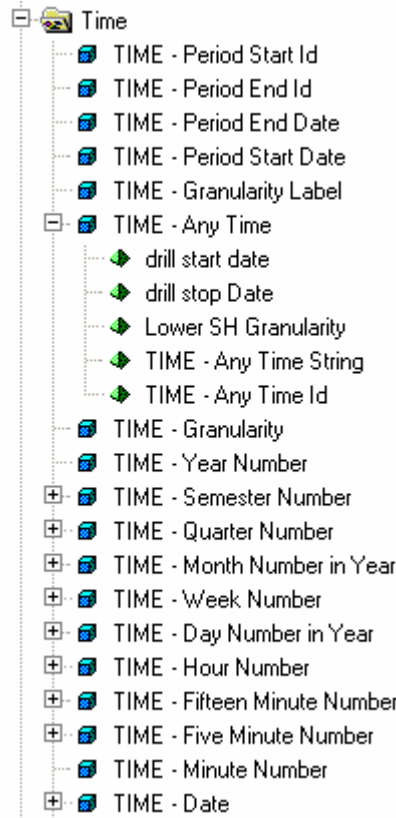 Time
TIME - Period Start Id
TIME - Period End Id
TIME - Period End Date
TIME - Period Start Date
TIME - Granularity Label
TIME - Any Time
drill start date
drill stop Date
Lower SH Granularity
TIME - Any Time String
TIME - Any Time Id
TIME - Granularity
TIME - Year Number
TIME - Semester Number
TIME - Quarter Number
TIME - Month Number in Year
TIME - Week Number
TIME - Day Number in Year
TIME - Hour Number
TIME - Fifteen Minute Number
TIME - Five Minute Number
TIME - Minute Number
TIME - Date